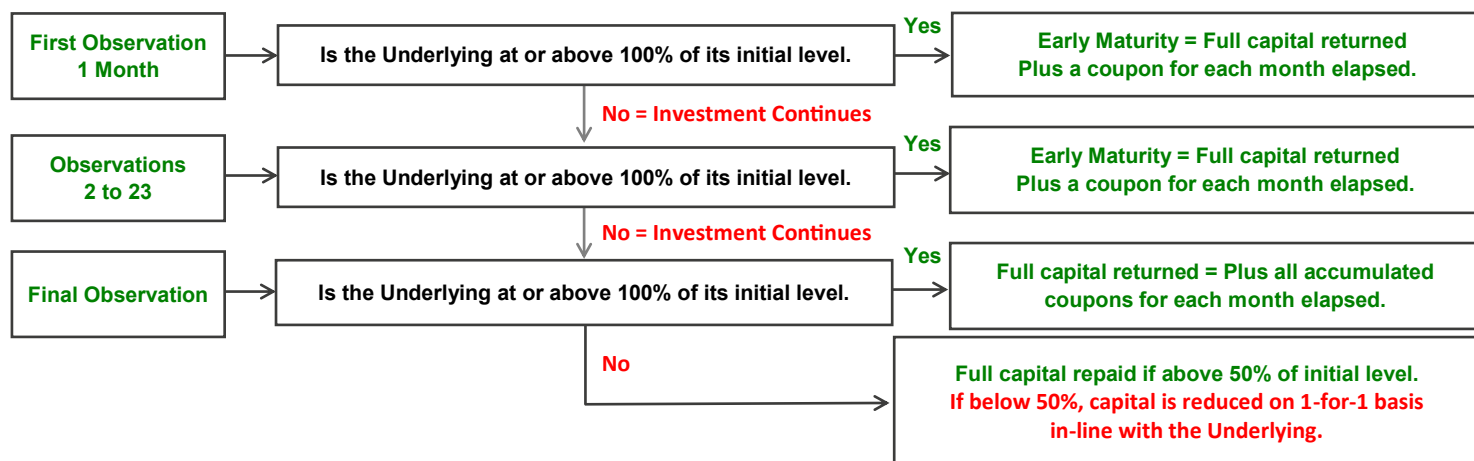 First Observation
1 Month
Is the Underlying at or above 100% of its initial level.
Yes
Early Maturity = Full capital returned
Plus a coupon for each month elapsed.
No = Investment Continues
Observations
2 to 23
Is the Underlying at or above 100% of its initial level.
Yes
Early Maturity = Full capital returned
Plus a coupon for each month elapsed.
No = Investment Continues
Final Observation
Is the Underlying at or above 100% of its initial level.
Yes
Full capital returned = Plus all accumulated
coupons for each month elapsed.
No
Full capital repaid if above 50% of initial level.
If below 50%, capital is reduced on 1-for-1 basis
in-line with the Underlying.